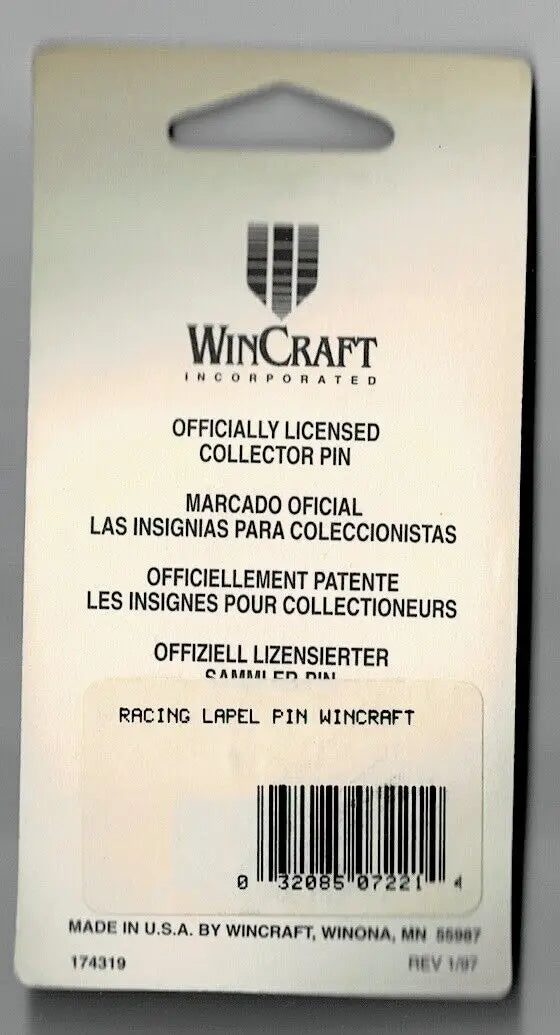 WINCRAFT
INCORPORATED
OFFICIALLY LICENSED
COLLECTOR PIN
MARCADO OFICIAL
LAS INSIGNIAS PARA COLECCIONISTAS
OFFICIELLEMENT PATENTE
LES INSIGNES POUR COLLECTIONEURS
OFFIZIELL LIZENSIERTER
SAMMLER PIN
RACING LAPEL PIN WINCRAFT
0 32085 07221 4
MADE IN U.S.A. BY WINCRAFT, WINONA, MN 55987
174319 REV 1/97